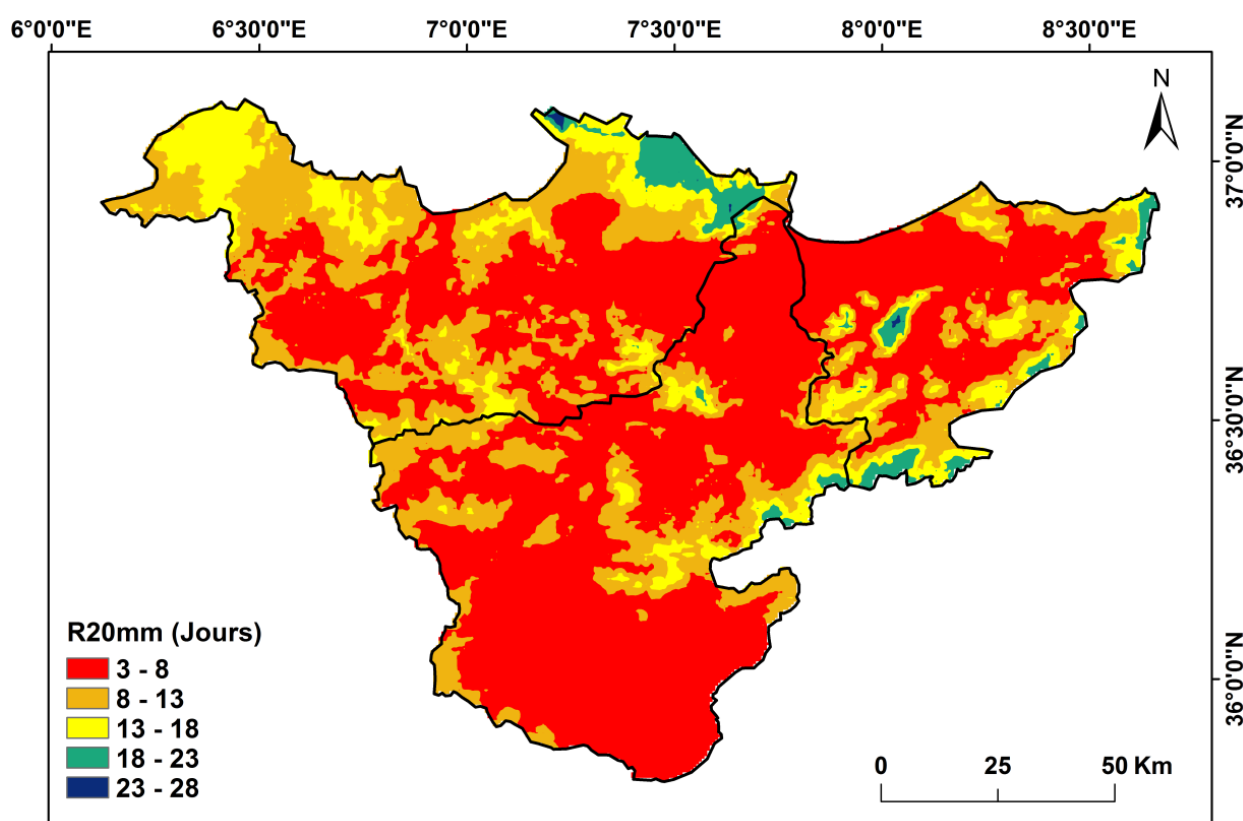 6°0'0"E 6°30'0"E 7°0'0"E 7°30'0"E 8°0'0"E 8°30'0"E
N
37°0'0"N
36°30'0"N
36°0'0"N
R20mm (Jours)
3 - 8
8 - 13
13 - 18
18 - 23
23 - 28
0 25 50 Km